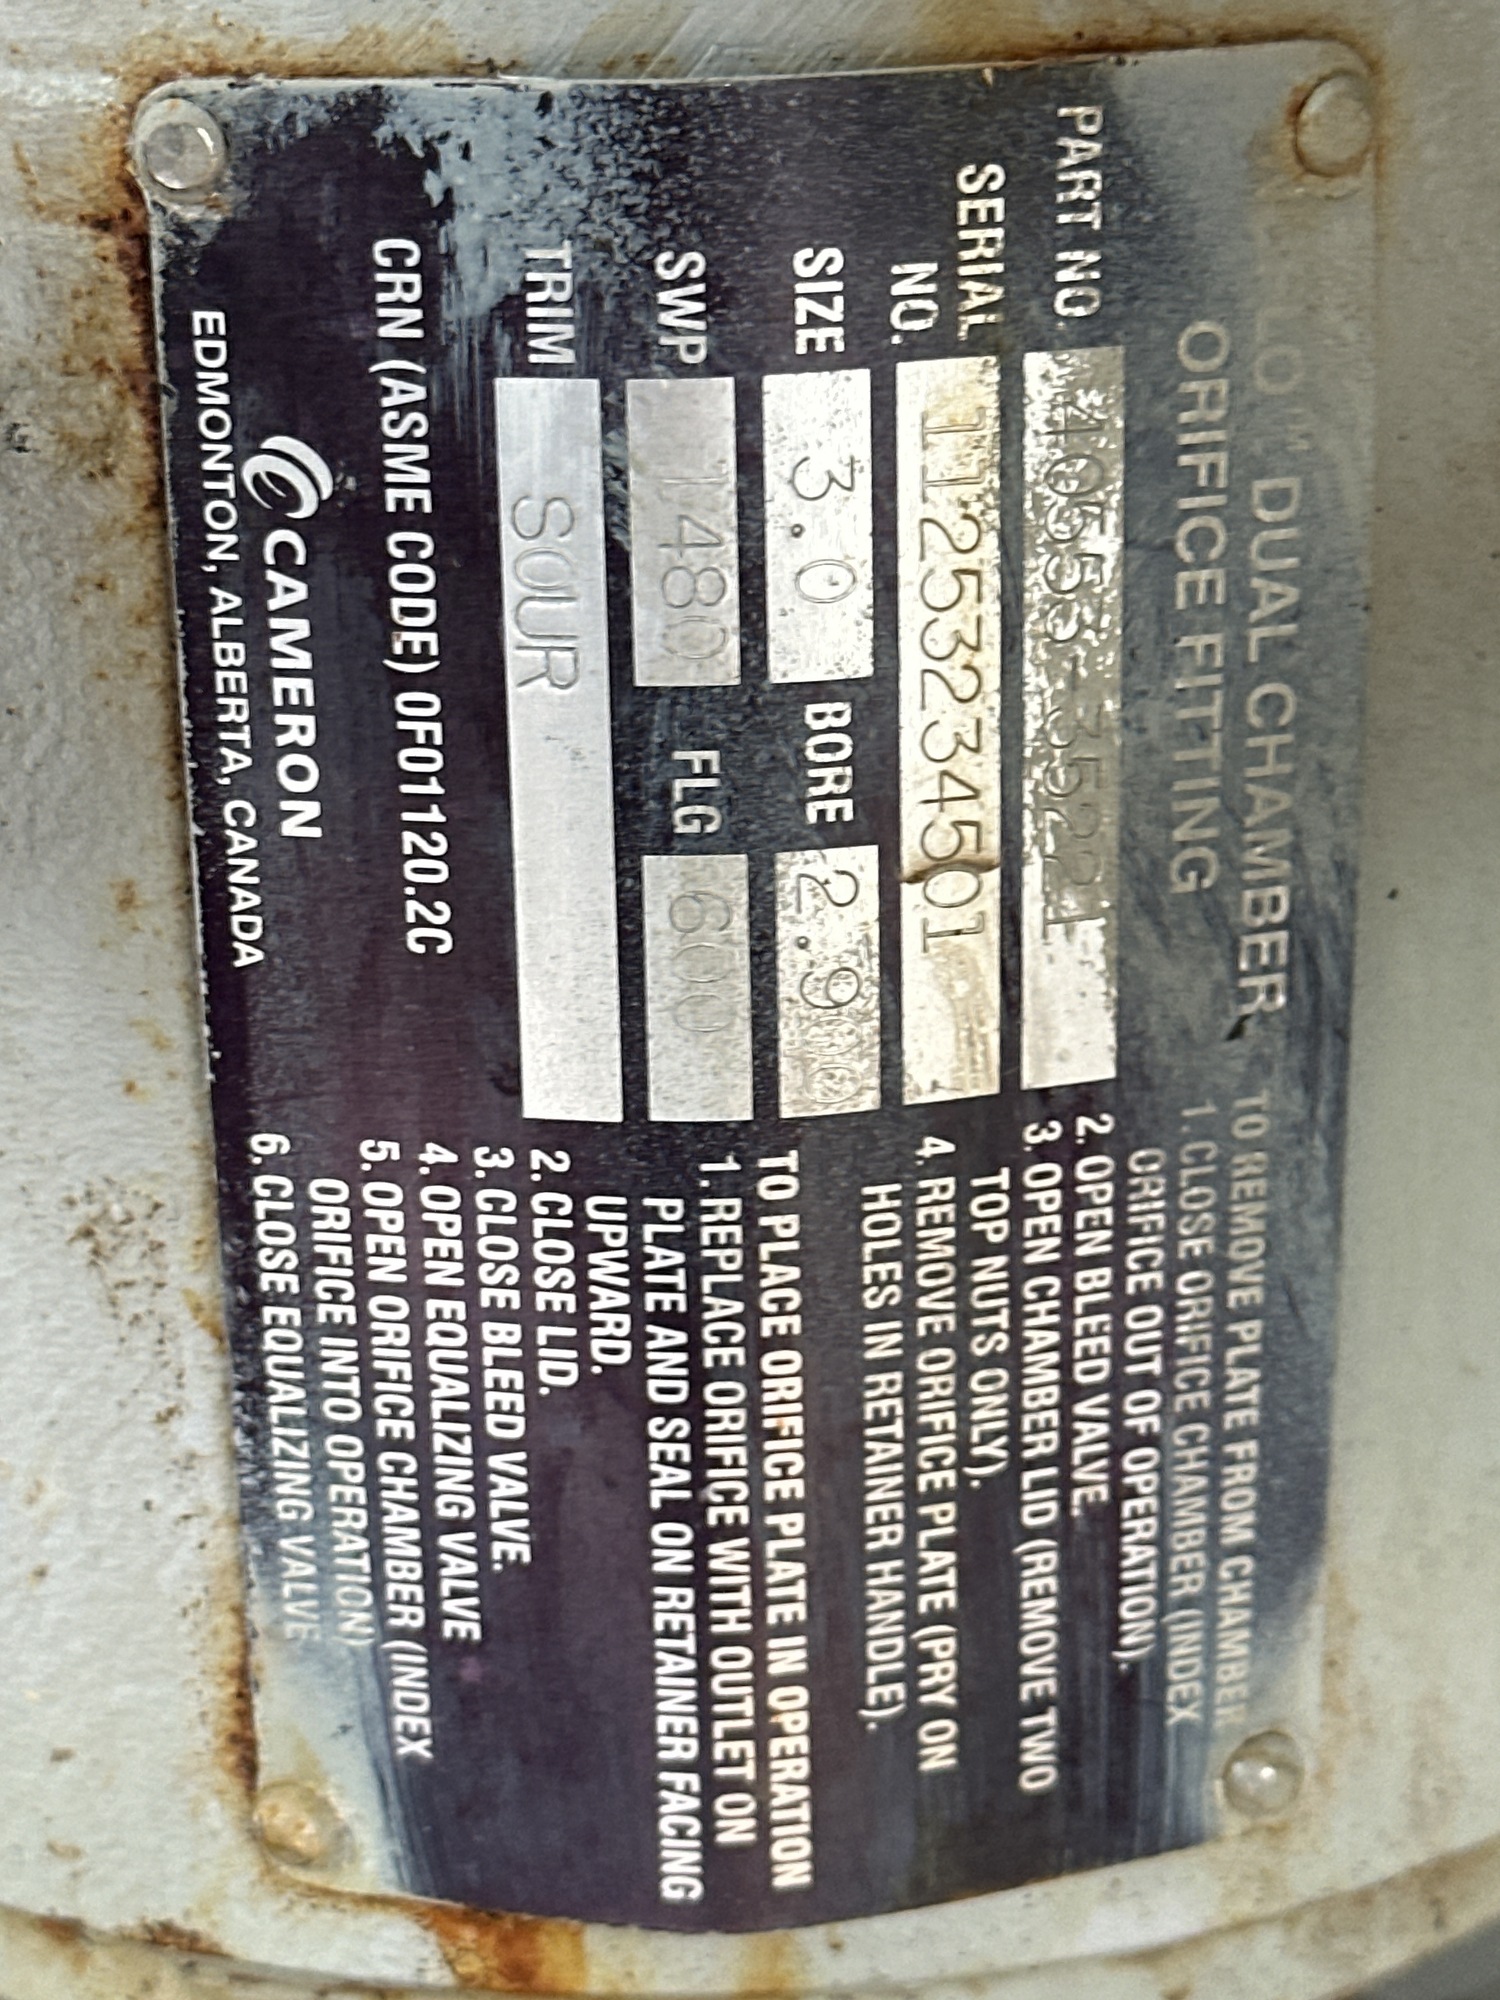 LO" DUAL CHAMBER
ORIFICE FITTING
PART NO. 40553-35221
SERIAL NO. 11253234501
SIZE 3.0 BORE 2.900
SWP 1480 FLG 600
TRIM SOUR
CRN (ASME CODE) 0F01120.2C
CAMERON
EDMONTON, ALBERTA, CANADA
TO REMOVE PLATE FROM CHAMBER
1. CLOSE ORIFICE CHAMBER (INDEX
ORIFICE OUT OF OPERATION).
2. OPEN BLEED VALVE.
3. OPEN CHAMBER LID (REMOVE TWO
TOP NUTS ONLY).
4. REMOVE ORIFICE PLATE (PRY ON
HOLES IN RETAINER HANDLE).
TO PLACE ORIFICE PLATE IN OPERATION
1. REPLACE ORIFICE WITH OUTLET ON
PLATE AND SEAL ON RETAINER FACING
UPWARD.
2. CLOSE LID.
3. CLOSE BLEED VALVE.
4. OPEN EQUALIZING VALVE
5. OPEN ORIFICE CHAMBER (INDEX
ORIFICE INTO OPERATION)
6. CLOSE EQUALIZING VALVE